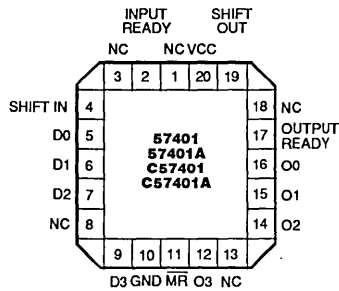 INPUT READY
SHIFT OUT
NC
NC VCC
3 2 1 20 19
SHIFT IN 4
18 NC
D0 5
17 OUTPUT READY
57401
57401A
C57401
C57401A
D1 6
16 O0
D2 7
15 O1
NC 8
14 O2
9 10 11 12 13
D3 GND MR O3 NC